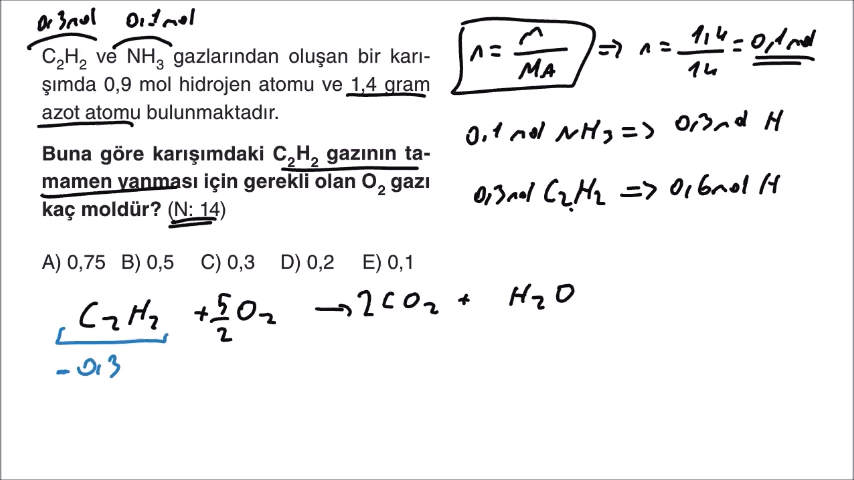 0,3mol 0,1mol
C₂H₂ ve NH₃ gazlarından oluşan bir karı-
şımda 0,9 mol hidrojen atomu ve 1,4 gram
azot atomu bulunmaktadır.
Buna göre karışımdaki C₂H₂ gazının ta-
mamen yanması için gerekli olan O₂ gazı
kaç moldür? (N: 14)
A) 0,75 B) 0,5 C) 0,3 D) 0,2 E) 0,1
n = m/MA => n = 1,4/14 = 0,1mol
0,1 mol NH₃ => 0,3mol H
0,3mol C₂H₂ => 0,6mol H
C₂H₂ + 5/2 O₂ → 2CO₂ + H₂O
-0,3